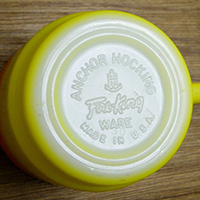 ANCHOR HOCKING
Fire-King
WARE
MADE IN U.S.A.